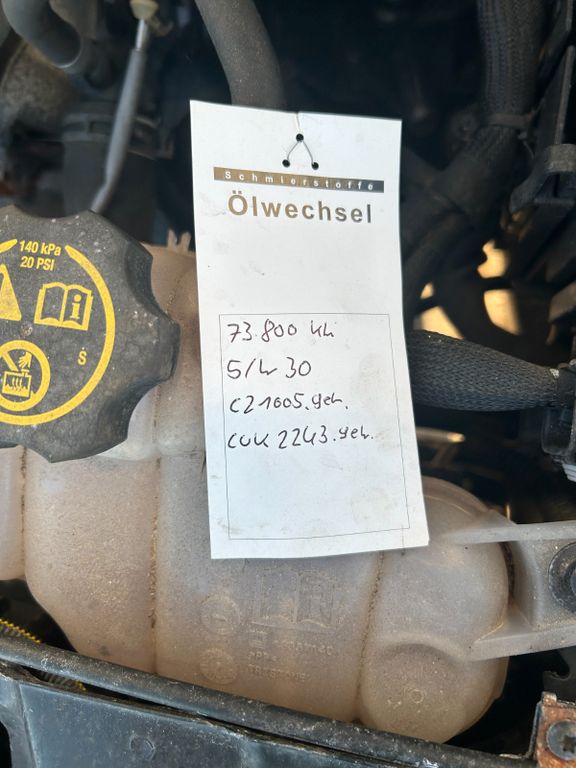 Schmierstoffe
Ölwechsel
140 kPa
20 PSI
73.800 km
5/w 30
C21005.geh.
CUK 2243.geh.